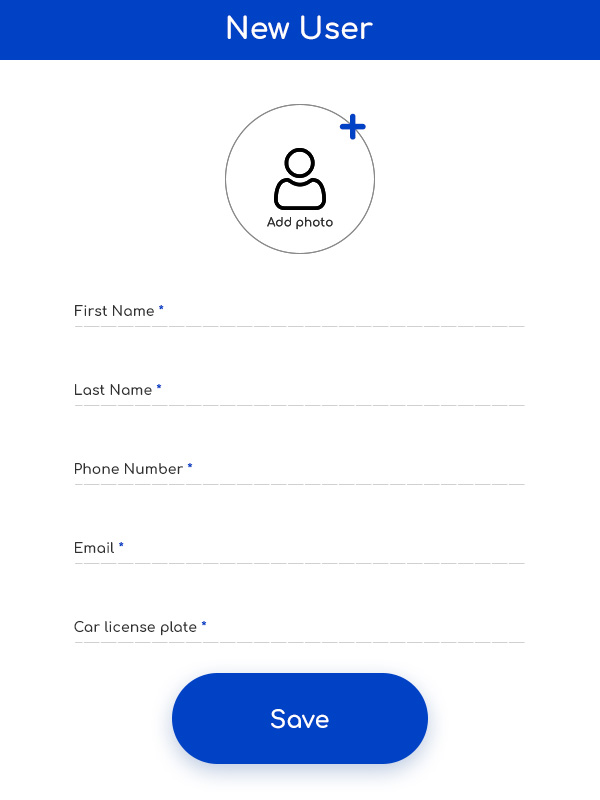 New User
Add photo
First Name *
Last Name *
Phone Number *
Email *
Car license plate *
Save